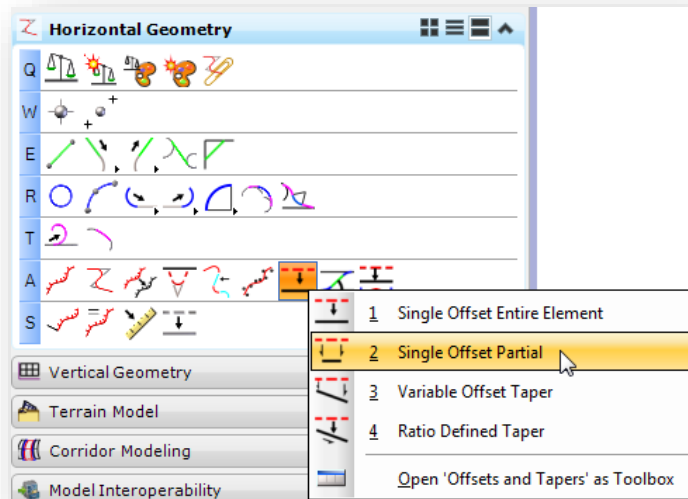 Horizontal Geometry
Q
W
E
R
T
A
S
1 Single Offset Entire Element
2 Single Offset Partial
3 Variable Offset Taper
4 Ratio Defined Taper
Open 'Offsets and Tapers' as Toolbox
Vertical Geometry
Terrain Model
Corridor Modeling
Model Interoperability